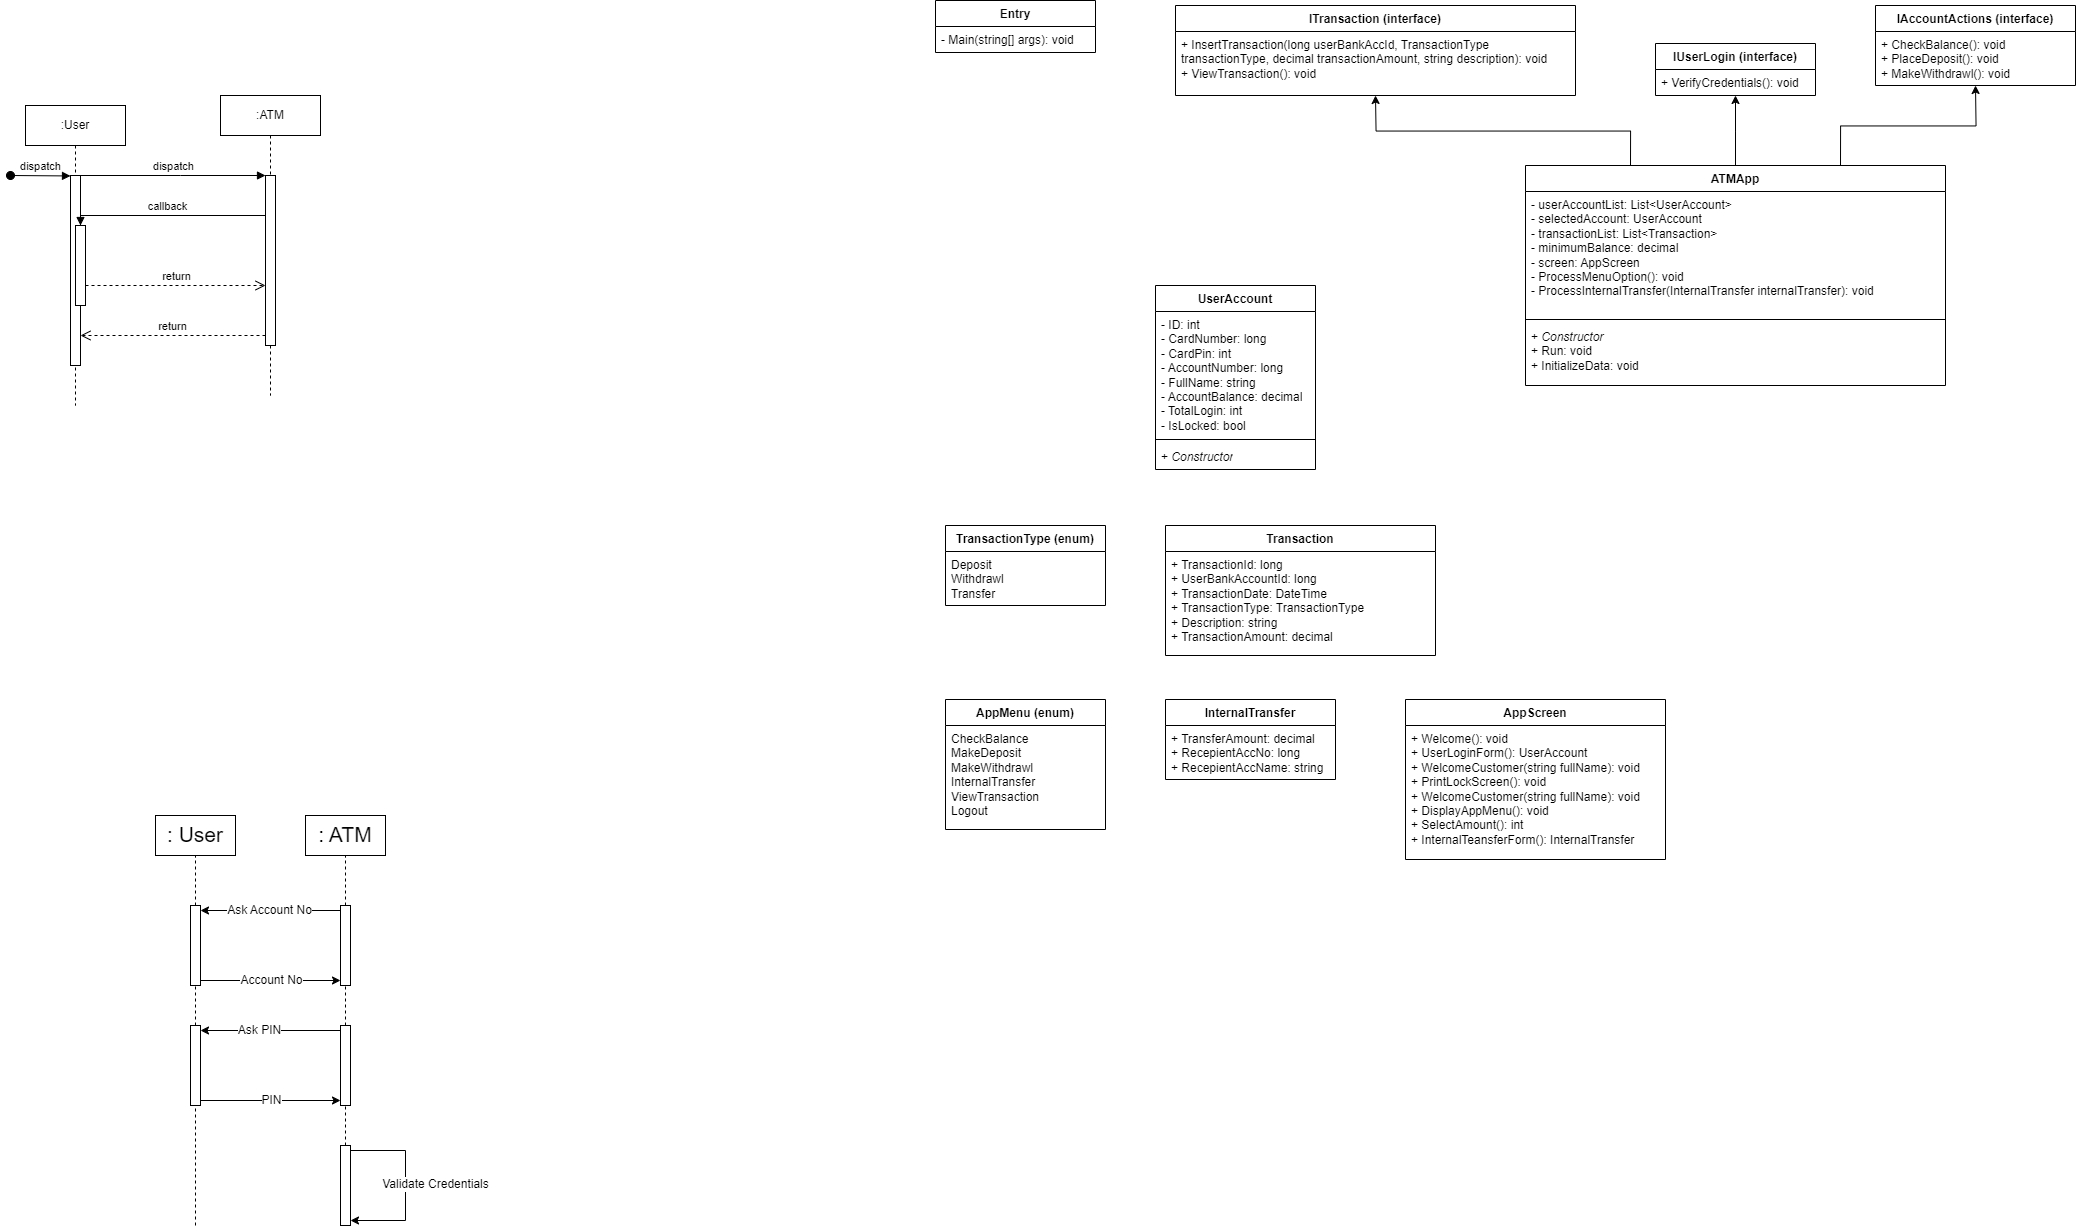 :User
:ATM
dispatch
dispatch
callback
return
return
: User
: ATM
Ask Account No
Account No
Ask PIN
PIN
Validate Credentials
Entry
- Main(string[] args): void
ITransaction (interface)
+ InsertTransaction(long userBankAccId, TransactionType
transactionType, decimal transactionAmount, string description): void
+ ViewTransaction(): void
IUserLogin (interface)
+ VerifyCredentials(): void
IAccountActions (interface)
+ CheckBalance(): void
+ PlaceDeposit(): void
+ MakeWithdrawl(): void
ATMApp
- userAccountList: List<UserAccount>
- selectedAccount: UserAccount
- transactionList: List<Transaction>
- minimumBalance: decimal
- screen: AppScreen
- ProcessMenuOption(): void
- ProcessInternalTransfer(InternalTransfer internalTransfer): void
+ Constructor
+ Run: void
+ InitializeData: void
UserAccount
- ID: int
- CardNumber: long
- CardPin: int
- AccountNumber: long
- FullName: string
- AccountBalance: decimal
- TotalLogin: int
- IsLocked: bool
+ Constructor
TransactionType (enum)
Deposit
Withdrawl
Transfer
Transaction
+ TransactionId: long
+ UserBankAccountId: long
+ TransactionDate: DateTime
+ TransactionType: TransactionType
+ Description: string
+ TransactionAmount: decimal
AppMenu (enum)
CheckBalance
MakeDeposit
MakeWithdrawl
InternalTransfer
ViewTransaction
Logout
InternalTransfer
+ TransferAmount: decimal
+ RecepientAccNo: long
+ RecepientAccName: string
AppScreen
+ Welcome(): void
+ UserLoginForm(): UserAccount
+ WelcomeCustomer(string fullName): void
+ PrintLockScreen(): void
+ WelcomeCustomer(string fullName): void
+ DisplayAppMenu(): void
+ SelectAmount(): int
+ InternalTeansferForm(): InternalTransfer